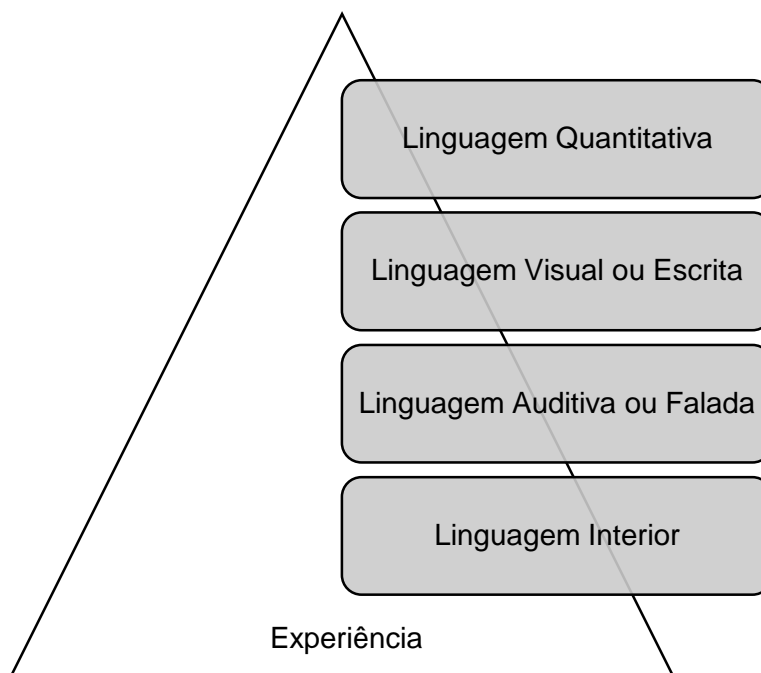 Linguagem Quantitativa
Linguagem Visual ou Escrita
Linguagem Auditiva ou Falada
Linguagem Interior
Experiência